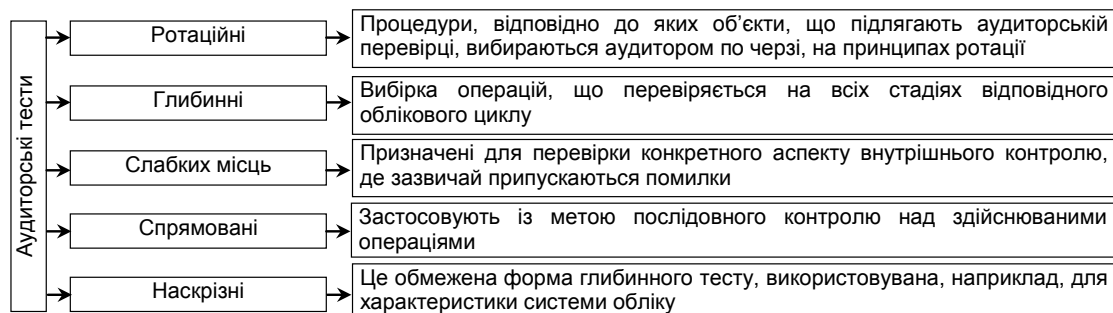 Аудиторські тести
Ротаційні
Процедури, відповідно до яких об’єкти, що підлягають аудиторській
перевірці, вибираються аудитором по черзі, на принципах ротації
Глибинні
Вибірка операцій, що перевіряється на всіх стадіях відповідного
облікового циклу
Слабких місць
Призначені для перевірки конкретного аспекту внутрішнього контролю,
де зазвичай припускаються помилки
Спрямовані
Застосовують із метою послідовного контролю над здійснюваними
операціями
Наскрізні
Це обмежена форма глибинного тесту, використовувана, наприклад, для
характеристики системи обліку